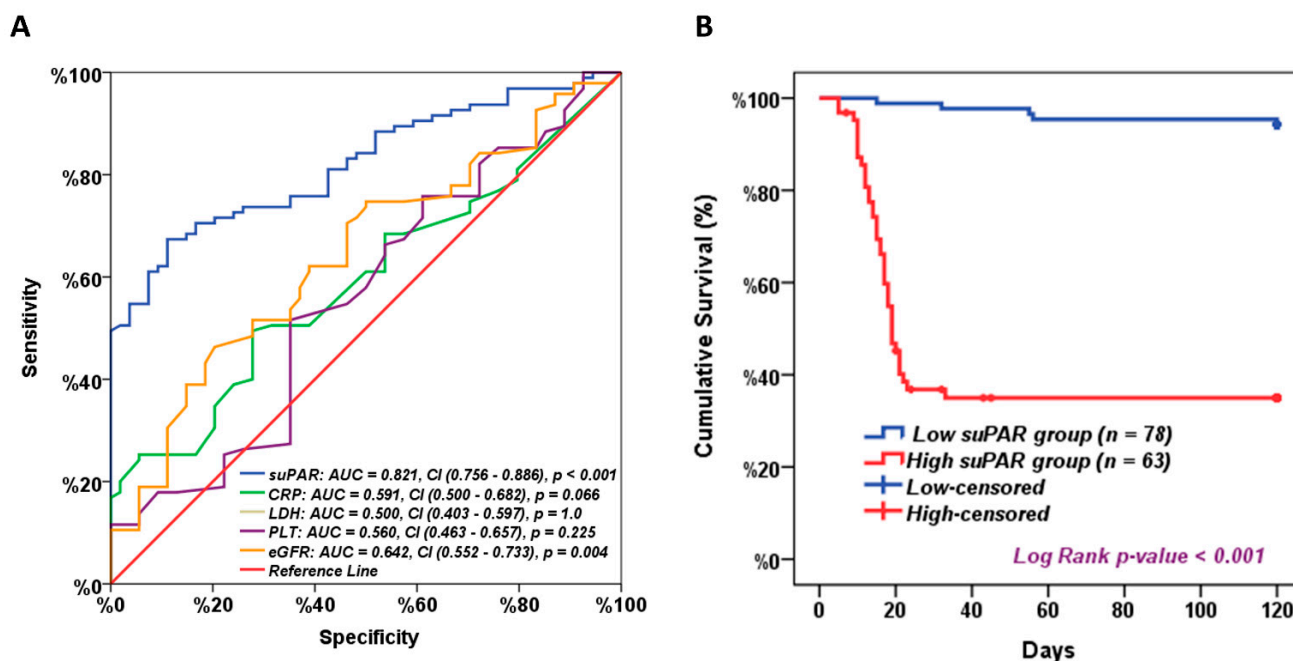 A
%100
%80
%60
%40
%20
%0
Sensitivity
suPAR: AUC = 0.821, CI (0.756 - 0.886), p < 0.001
CRP: AUC = 0.591, CI (0.500 - 0.682), p = 0.066
LDH: AUC = 0.500, CI (0.403 - 0.597), p = 1.0
PLT: AUC = 0.560, CI (0.463 - 0.657), p = 0.225
eGFR: AUC = 0.642, CI (0.552 - 0.733), p = 0.004
Reference Line
%0 %20 %40 %60 %80 %100
Specificity
B
%100
%80
%60
%40
%20
%0
Cumulative Survival (%)
Low suPAR group (n = 78)
High suPAR group (n = 63)
Low-censored
High-censored
Log Rank p-value < 0.001
0 20 40 60 80 100 120
Days